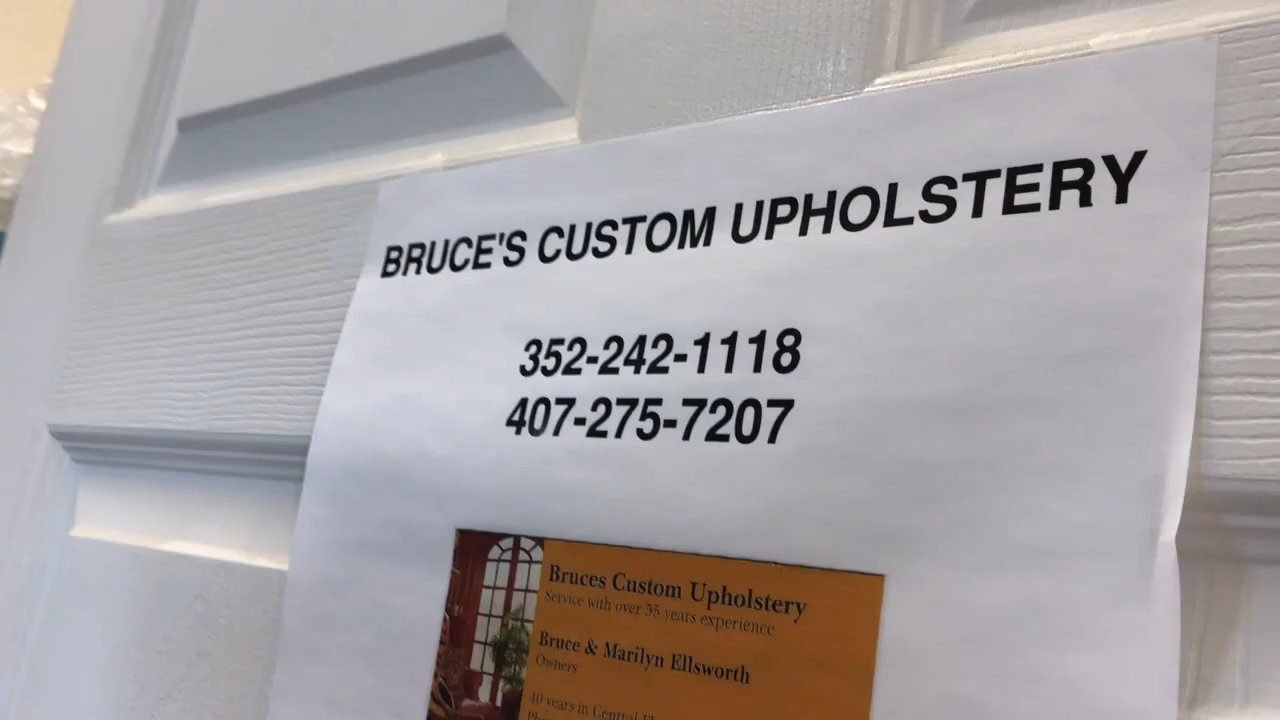 BRUCE'S CUSTOM UPHOLSTERY
352-242-1118
407-275-7207
Bruces Custom Upholstery
Service with over 55 years experience
Bruce & Marilyn Ellsworth
Owners
40 years in Central